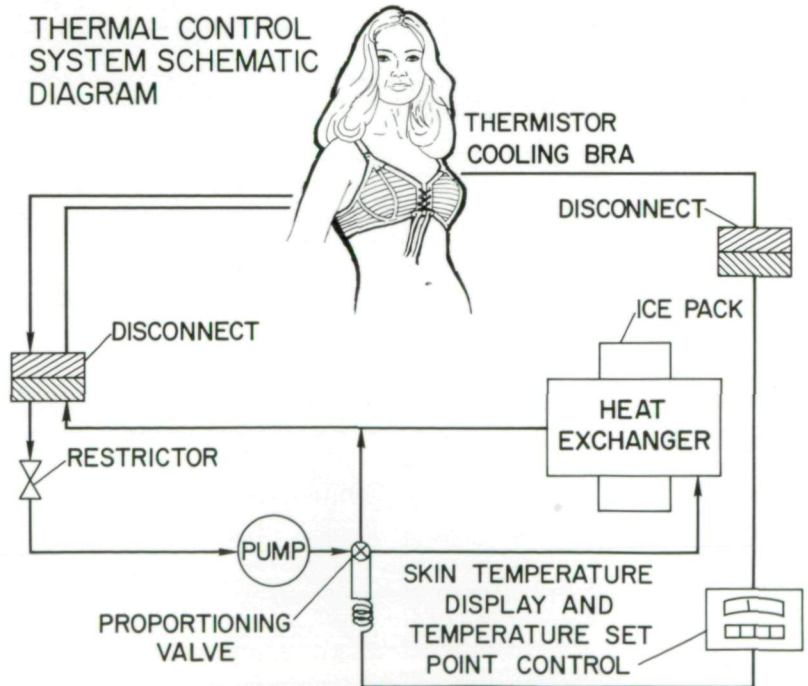 THERMAL CONTROL
SYSTEM SCHEMATIC
DIAGRAM
THERMISTOR
COOLING BRA
DISCONNECT
ICE PACK
DISCONNECT
HEAT
EXCHANGER
RESTRICTOR
PUMP
SKIN TEMPERATURE
DISPLAY AND
TEMPERATURE SET
POINT CONTROL
PROPORTIONING
VALVE